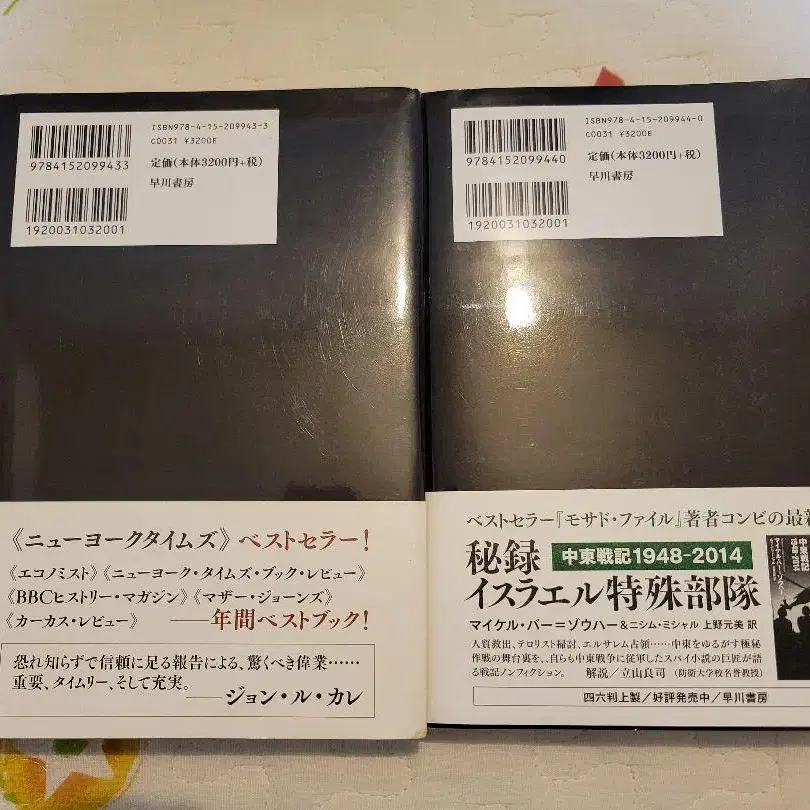 ISBN978-4-15-209943-3
C0031 ¥3200E
9784152099433
定価(本体3200円+税)
早川書房
1920031032001
《ニューヨークタイムズ》ベストセラー!
《エコノミスト》《ニューヨーク・タイムズ・ブック・レビュー》
《BBCヒストリー・マガジン》《マザー・ジョーンズ》
《カーカス・レビュー》 ──年間ベストブック!
恐れ知らずで信頼に足る報告による、驚くべき偉業……
重要、タイムリー、そして充実。
──ジョン・ル・カレ
ISBN978-4-15-209944-0
C0031 ¥3200E
9784152099440
定価(本体3200円+税)
早川書房
1920031032001
ベストセラー『モサド・ファイル』著者コンビの最新
秘録
中東戦記1948-2014
イスラエル特殊部隊
マイケル・バー=ゾウハー&ニシム・ミシャル 上野元美 訳
人質救出、テロリスト掃討、エルサレム占領……中東をゆるがす極秘
作戦の舞台裏を、自らも中東戦争に従軍したスパイ小説の巨匠が語
る戦記ノンフィクション。 解説/立山良司 (防衛大学校名誉教授)
四六判上製/好評発売中/早川書房
中東戦記